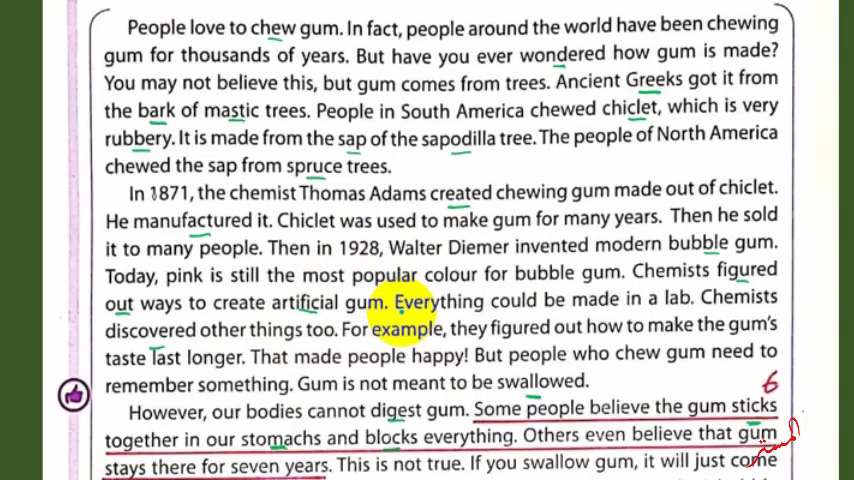 People love to chew gum. In fact, people around the world have been chewing
gum for thousands of years. But have you ever wondered how gum is made?
You may not believe this, but gum comes from trees. Ancient Greeks got it from
the bark of mastic trees. People in South America chewed chiclet, which is very
rubbery. It is made from the sap of the sapodilla tree. The people of North America
chewed the sap from spruce trees.
In 1871, the chemist Thomas Adams created chewing gum made out of chiclet.
He manufactured it. Chiclet was used to make gum for many years. Then he sold
it to many people. Then in 1928, Walter Diemer invented modern bubble gum.
Today, pink is still the most popular colour for bubble gum. Chemists figured
out ways to create artificial gum. Everything could be made in a lab. Chemists
discovered other things too. For example, they figured out how to make the gum's
taste last longer. That made people happy! But people who chew gum need to
remember something. Gum is not meant to be swallowed.
6
However, our bodies cannot digest gum. Some people believe the gum sticks
together in our stomachs and blocks everything. Others even believe that gum
stays there for seven years. This is not true. If you swallow gum, it will just come